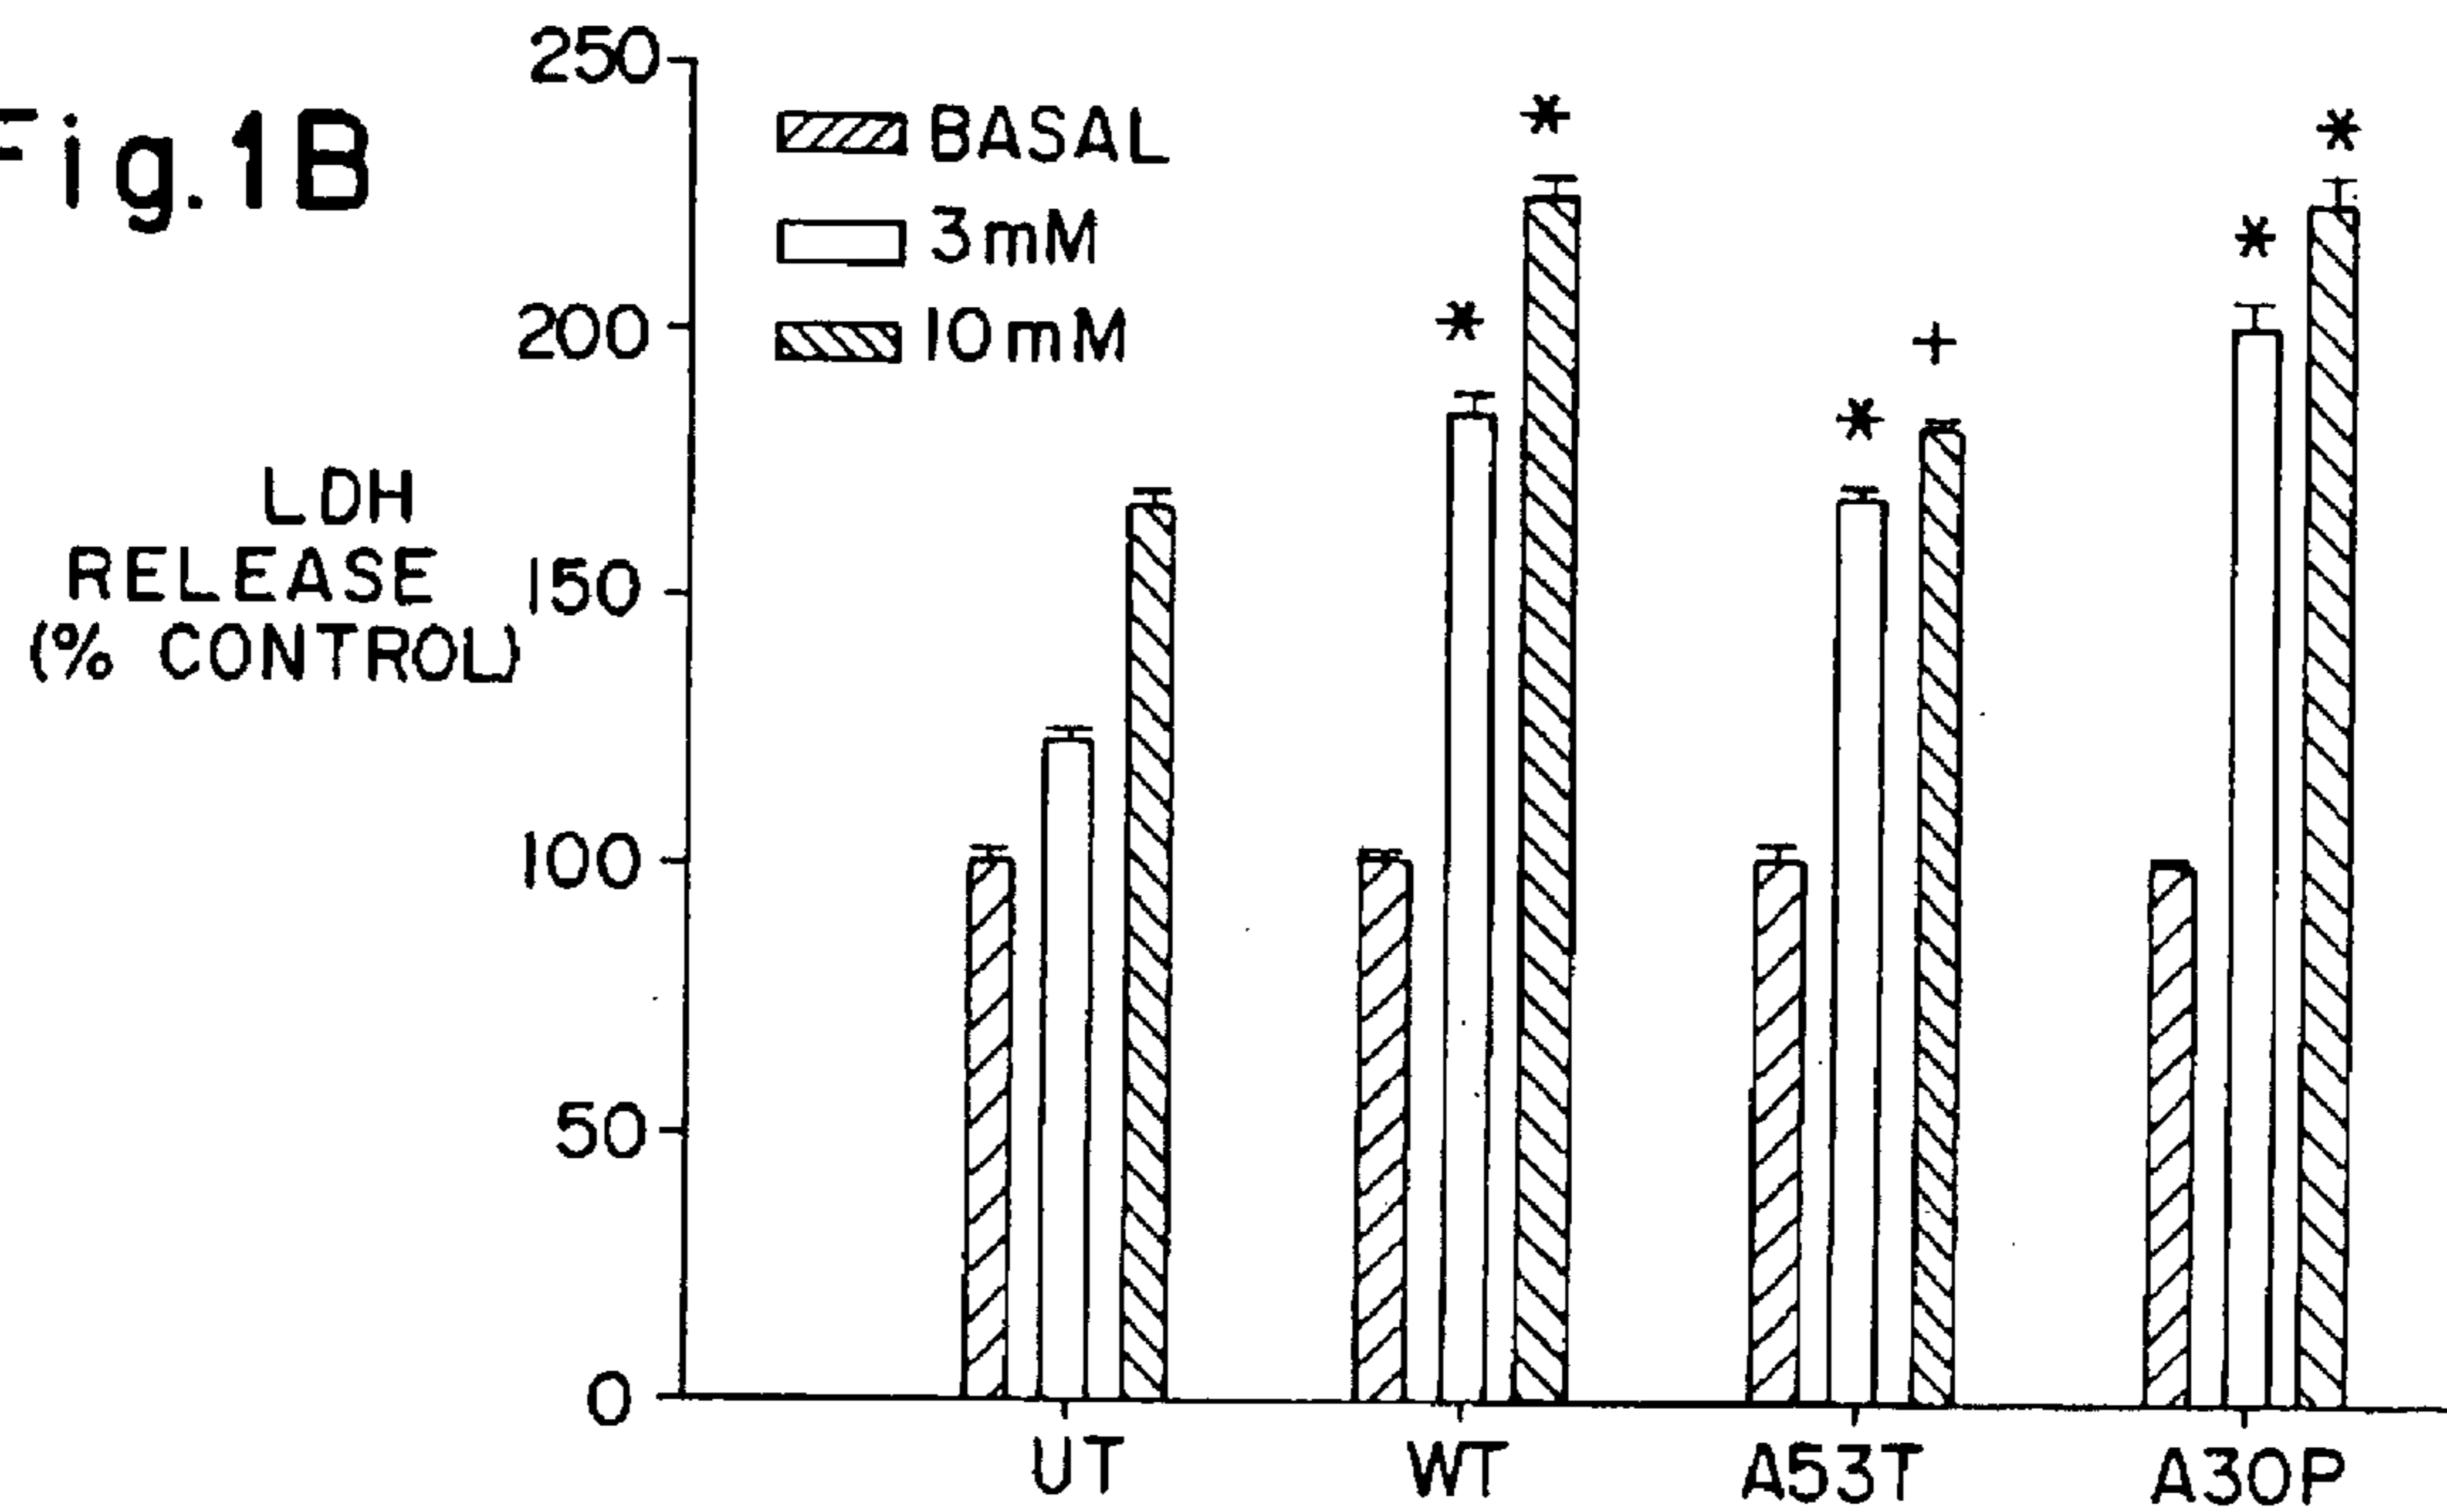 Fig.1B
250
200
150
100
50
0
LDH
RELEASE
(% CONTROL)
BASAL
3mM
10mM
*
*
*
+
*
*
UT
WT
A53T
A30P